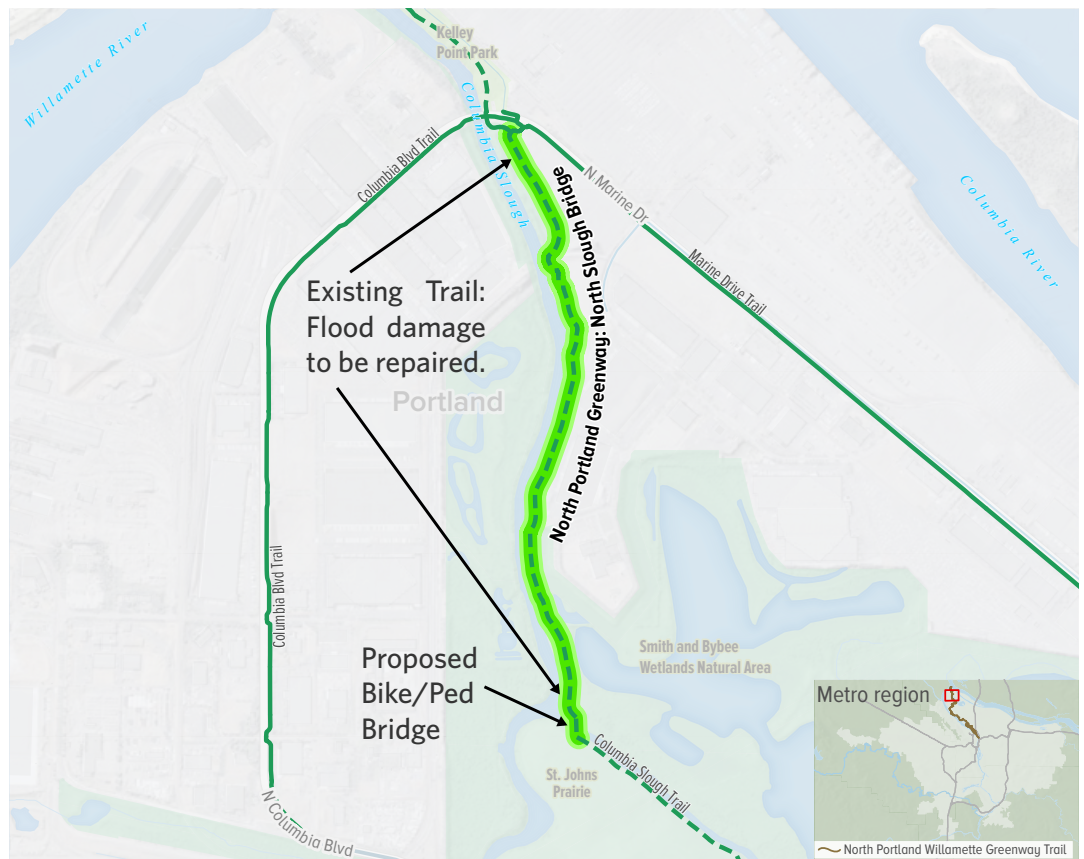 Willamette River
Kelley
Point Park
Columbia Slough
Columbia Blvd Trail
N Marine Dr
Columbia River
North Portland Greenway: North Slough Bridge
Marine Drive Trail
Existing Trail:
Flood damage
to be repaired.
Portland
Columbia Blvd Trail
Smith and Bybee
Wetlands Natural Area
Proposed
Bike/Ped
Bridge
Metro region
Columbia Slough Trail
St. Johns
Prairie
N Columbia Blvd
North Portland Willamette Greenway Trail